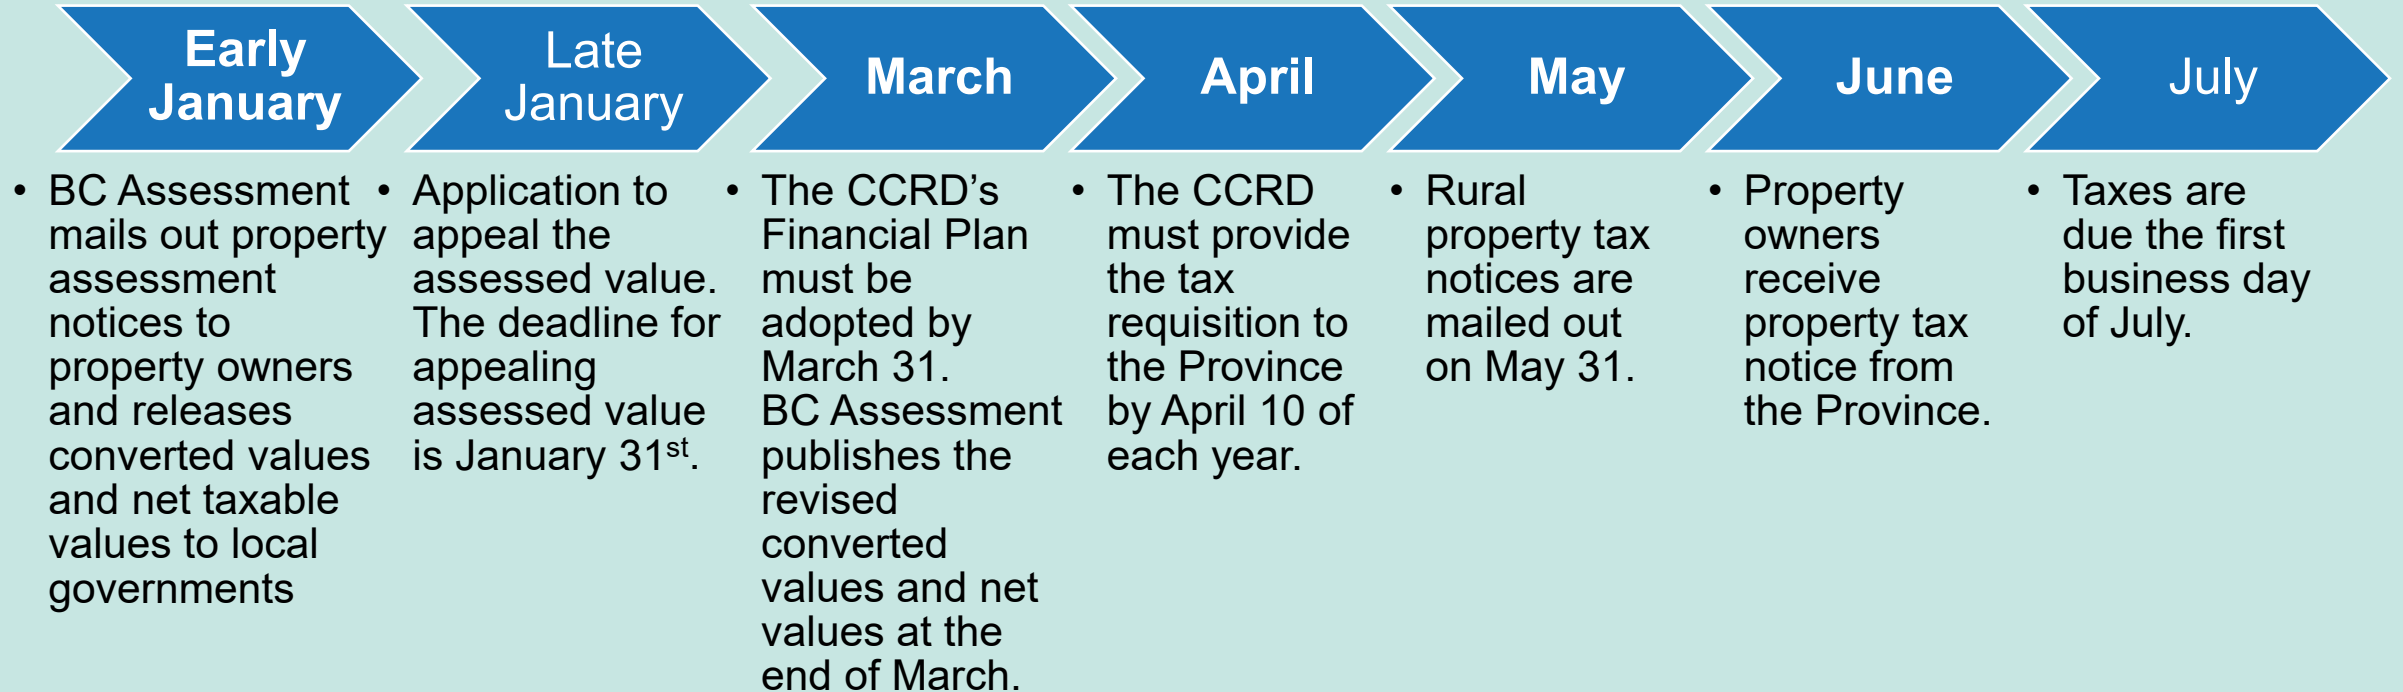 Early
January
Late
January
March
April
May
June
July
• BC Assessment
mails out property
assessment
notices to
property owners
and releases
converted values
and net taxable
values to local
governments
• Application to
appeal the
assessed value.
The deadline for
appealing
assessed value
is January 31st.
• The CCRD’s
Financial Plan
must be
adopted by
March 31.
BC Assessment
publishes the
revised
converted
values and net
values at the
end of March.
• The CCRD
must provide
the tax
requisition to
the Province
by April 10 of
each year.
• Rural
property tax
notices are
mailed out
on May 31.
• Property
owners
receive
property tax
notice from
the Province.
• Taxes are
due the first
business day
of July.